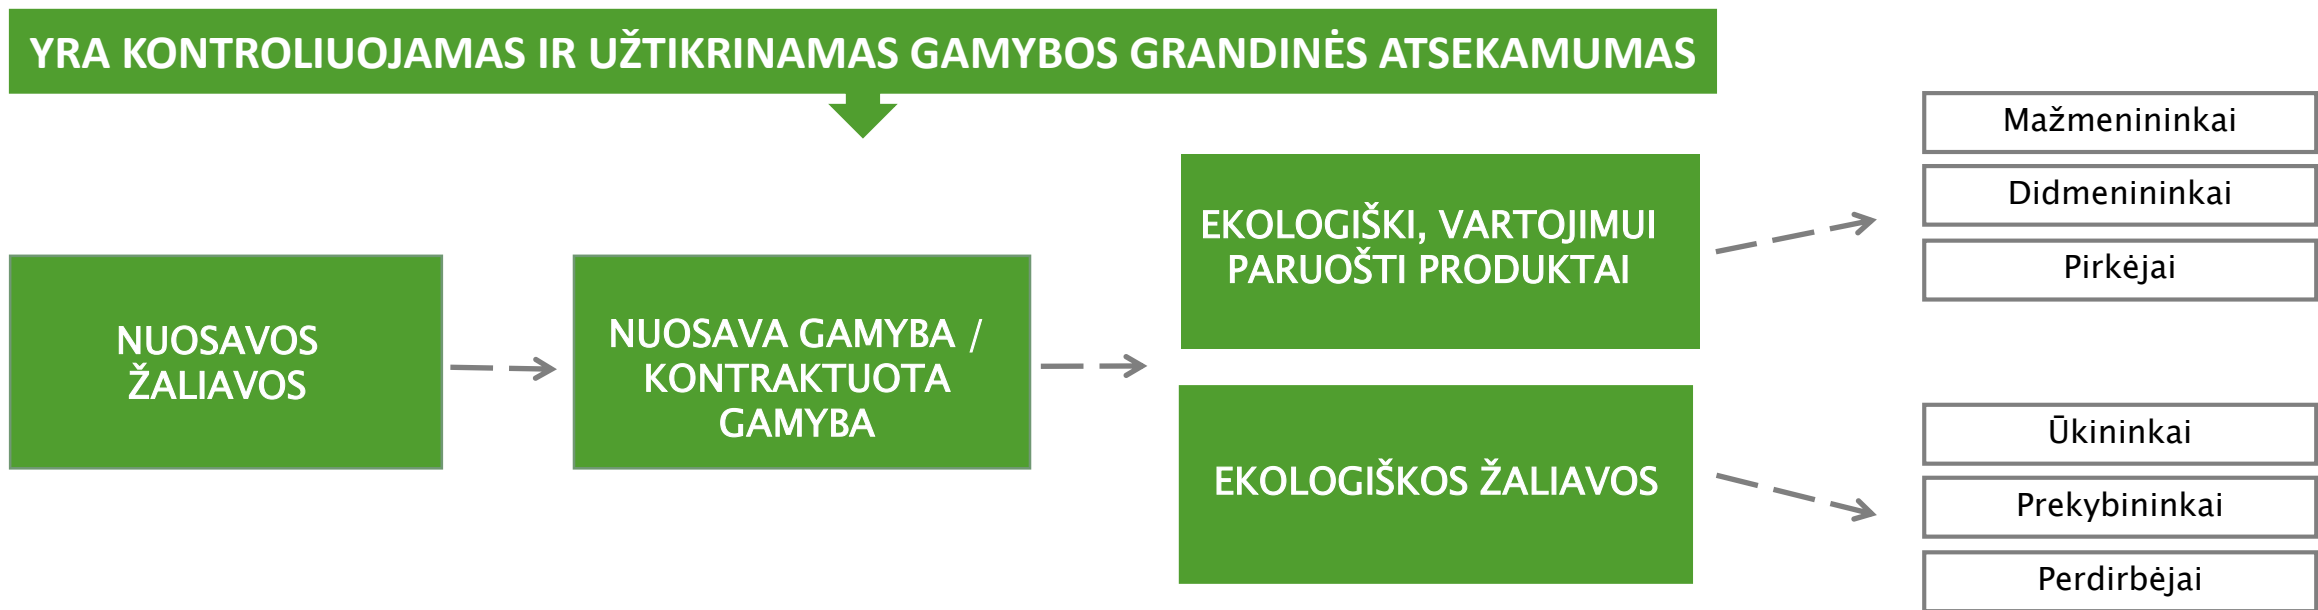 YRA KONTROLIUOJAMAS IR UŽTIKRINAMAS GAMYBOS GRANDINĖS ATSEKAMUMAS
NUOSAVOS
ŽALIAVOS
NUOSAVA GAMYBA /
KONTRAKTUOTA
GAMYBA
EKOLOGIŠKI, VARTOJIMUI
PARUOŠTI PRODUKTAI
EKOLOGIŠKOS ŽALIAVOS
Mažmenininkai
Didmenininkai
Pirkėjai
Ūkininkai
Prekybininkai
Perdirbėjai